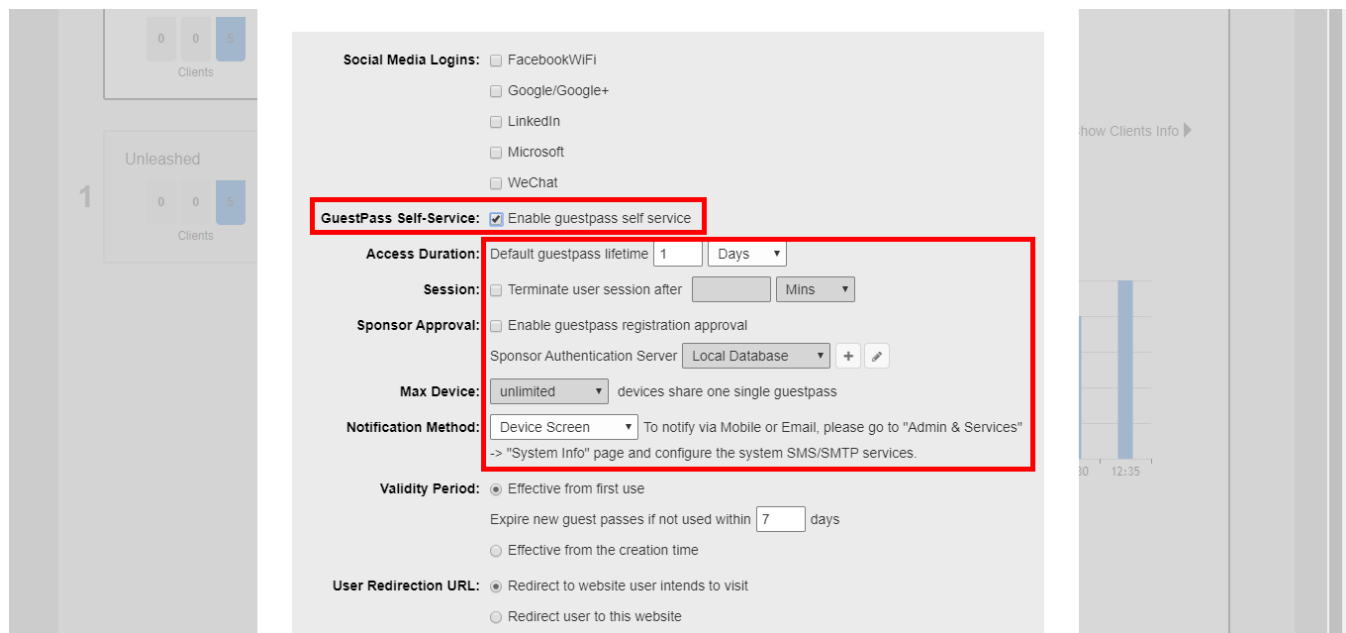 0 0 5
Clients
Unleashed
1
0 0 5
Clients
Social Media Logins: FacebookWiFi
Google/Google+
LinkedIn
Microsoft
WeChat
GuestPass Self-Service: Enable guestpass self service
Access Duration: Default guestpass lifetime 1 Days
Session: Terminate user session after Mins
Sponsor Approval: Enable guestpass registration approval
Sponsor Authentication Server Local Database +
Max Device: unlimited devices share one single guestpass
Notification Method: Device Screen To notify via Mobile or Email, please go to "Admin & Services"
-> "System Info" page and configure the system SMS/SMTP services.
Validity Period: Effective from first use
Expire new guest passes if not used within 7 days
Effective from the creation time
User Redirection URL: Redirect to website user intends to visit
Redirect user to this website
how Clients Info
30 12:35